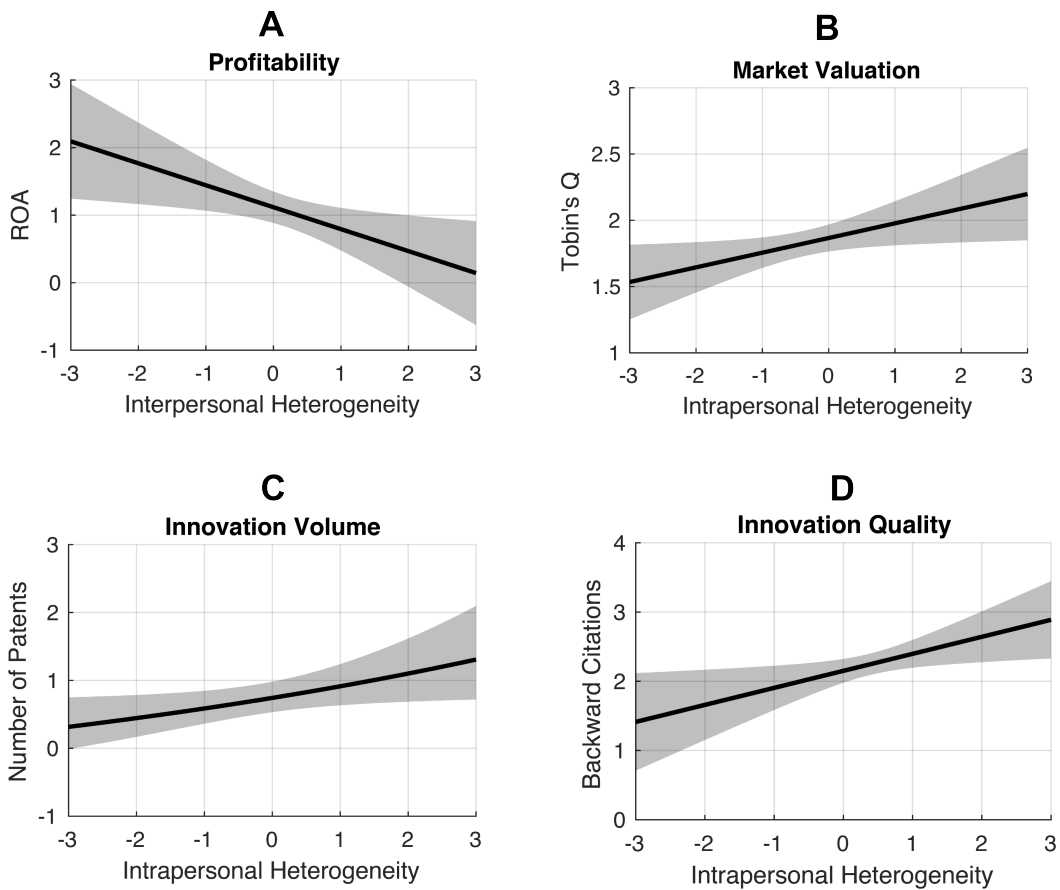 A
Profitability
3
2
1
0
-1
ROA
-3 -2 -1 0 1 2 3
Interpersonal Heterogeneity
B
Market Valuation
3
2.5
2
1.5
1
Tobin's Q
-3 -2 -1 0 1 2 3
Intrapersonal Heterogeneity
C
Innovation Volume
3
2
1
0
-1
Number of Patents
-3 -2 -1 0 1 2 3
Intrapersonal Heterogeneity
D
Innovation Quality
4
3
2
1
0
Backward Citations
-3 -2 -1 0 1 2 3
Intrapersonal Heterogeneity